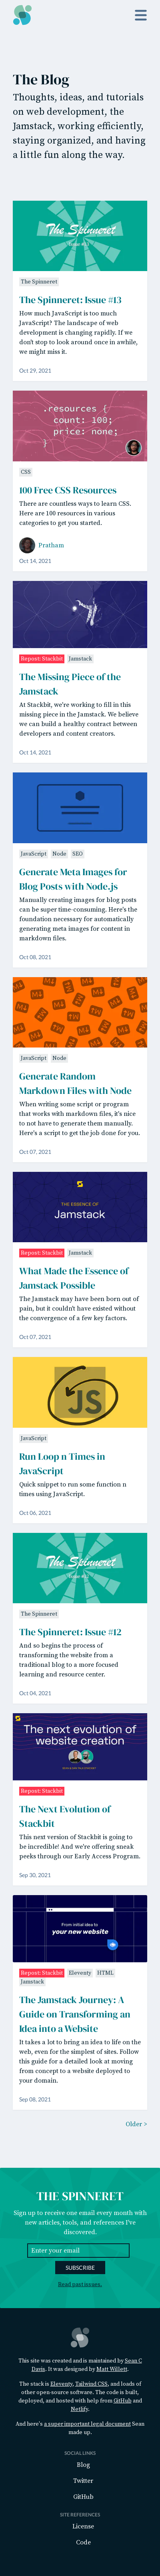 The Blog
Thoughts, ideas, and tutorials
on web development, the
Jamstack, working efficiently,
staying organized, and having
a little fun along the way.
The Spinneret
Issue #13
The Spinneret
The Spinneret: Issue #13
How much JavaScript is too much
JavaScript? The landscape of web
development is changing rapidly. If we
don't stop to look around once in awhile,
we might miss it.
Oct 29, 2021
.resources {
count: 100;
price: none;
}
CSS
100 Free CSS Resources
There are countless ways to learn CSS.
Here are 100 resources in various
categories to get you started.
Pratham
Oct 14, 2021
Repost: Stackbit Jamstack
The Missing Piece of the
Jamstack
At Stackbit, we're working to fill in this
missing piece in the Jamstack. We believe
we can build a healthy collab between
developers and content creators.
Oct 14, 2021
JavaScript Node SEO
Generate Meta Images for
Blog Posts with Node.js
Manually creating images for blog posts
can be super time-consuming. Here's the
foundation necessary for automatically
generating meta images for content in
markdown files.
Oct 08, 2021
JavaScript Node
Generate Random
Markdown Files with Node
When writing some script or program
that works with markdown files, it's nice
to not have to generate them manually.
Here's a script to get the job done for you.
Oct 07, 2021
THE ESSENCE OF
Jamstack
Repost: Stackbit Jamstack
What Made the Essence of
Jamstack Possible
The Jamstack may have been born out of
pain, but it couldn't have existed without
the convergence of a few key factors.
Oct 07, 2021
JS
JavaScript
Run Loop n Times in
JavaScript
Quick snippet to run some function n
times using JavaScript.
Oct 06, 2021
The Spinneret
Issue #12
The Spinneret
The Spinneret: Issue #12
And so begins the process of
transforming the website from a
traditional blog to a more focused
learning and resource center.
Oct 04, 2021
The next evolution of
website creation
Repost: Stackbit
The Next Evolution of
Stackbit
This next version of Stackbit is going to
be incredible! And we're offering sneak
peeks through our Early Access Program.
Sep 30, 2021
From initial idea to
your new website
Repost: Stackbit Eleventy HTML
Jamstack
The Jamstack Journey: A
Guide on Transforming an
Idea into a Website
It takes a lot to bring an idea to life on the
web, even for the simplest of sites. Follow
this guide for a detailed look at moving
from concept to a website deployed to
your domain.
Sep 08, 2021
Older >
THE SPINNERET
Sign up to receive our email every month with
new articles, tools, and references I've
discovered.
Enter your email
SUBSCRIBE
Read past issues.
This site was created and is maintained by Sean C
Davis. It was designed by Matt Willett.
The stack is Eleventy, Tailwind CSS, and loads of
other open-source software. The code is built,
deployed, and hosted with help from GitHub and
Netlify.
And here's a super important legal document Sean
made up.
SOCIAL LINKS
Blog
Twitter
GitHub
SITE REFERENCES
License
Code